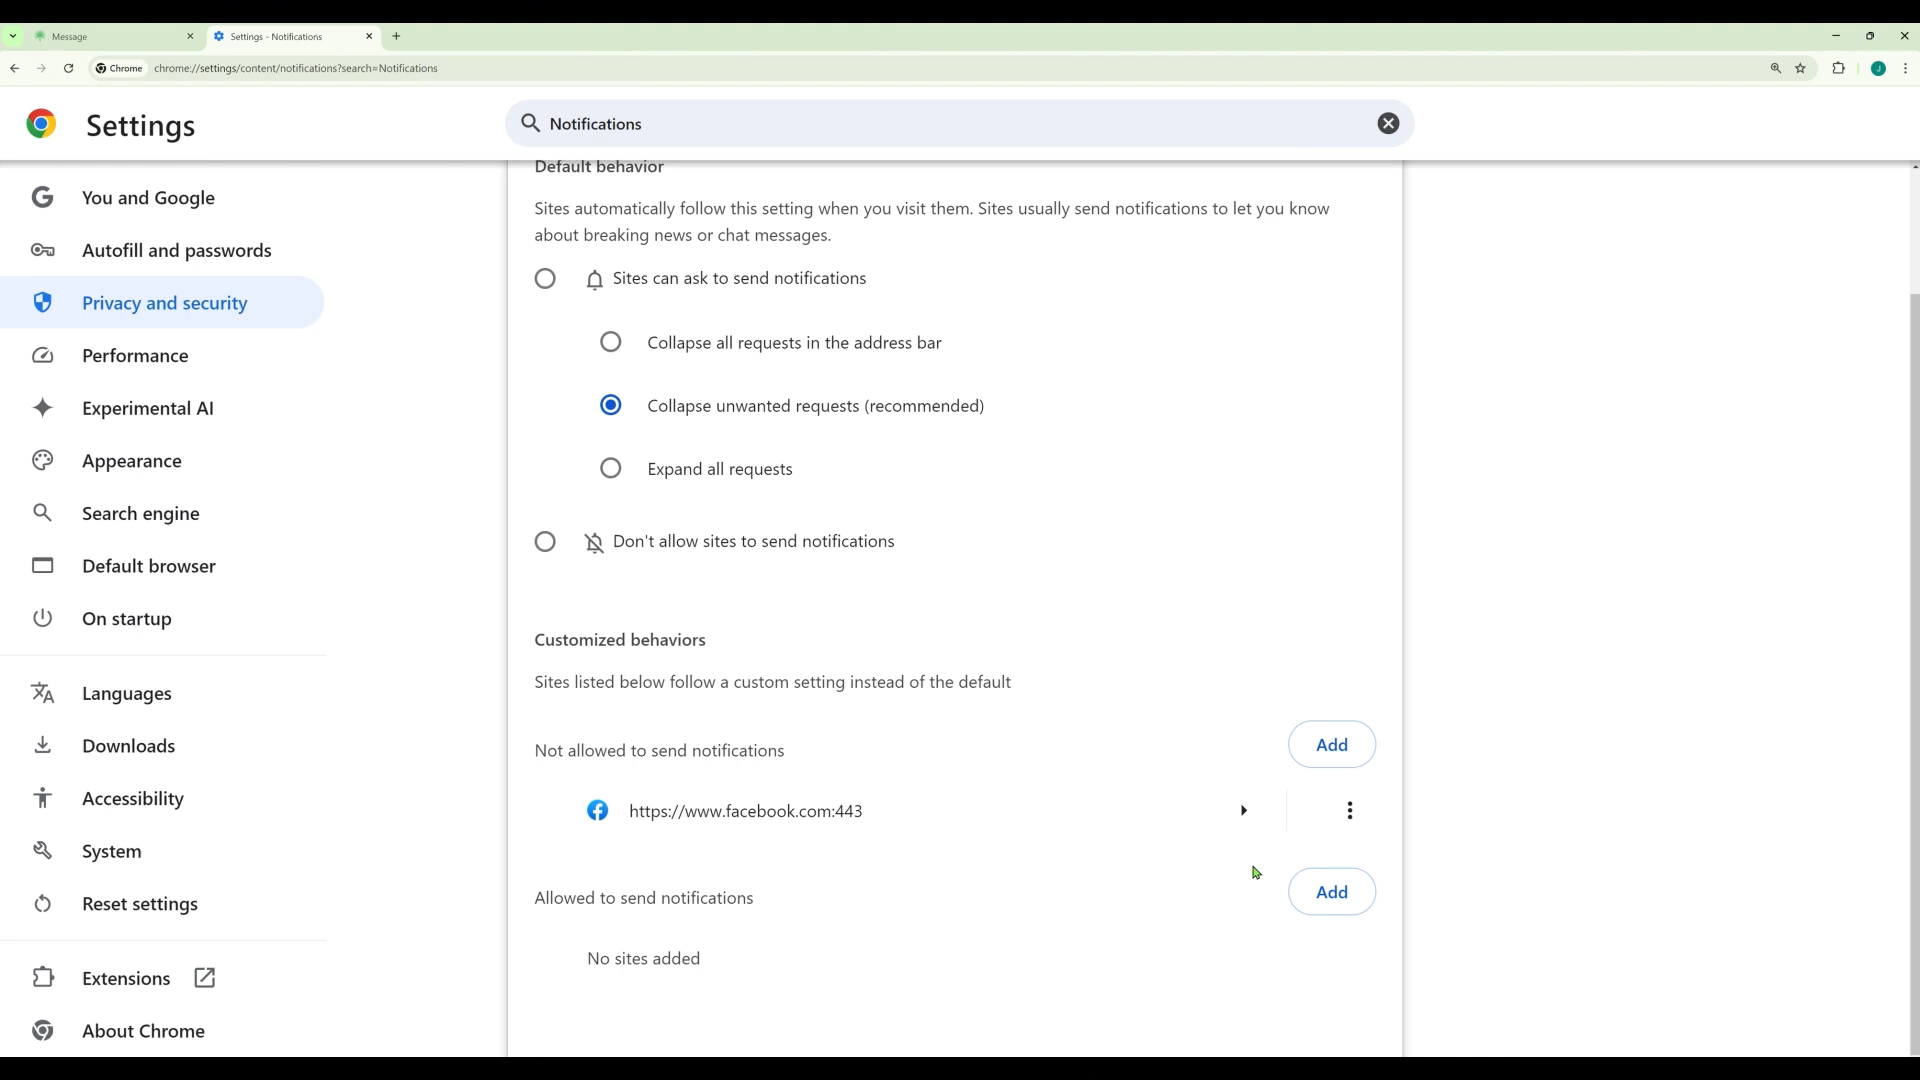 Message
Settings - Notifications
Chrome
chrome://settings/content/notifications?search=Notifications
J
Settings
Notifications
You and Google
Autofill and passwords
Privacy and security
Performance
Experimental AI
Appearance
Search engine
Default browser
On startup
Languages
Downloads
Accessibility
System
Reset settings
Extensions
About Chrome
Default behavior
Sites automatically follow this setting when you visit them. Sites usually send notifications to let you know
about breaking news or chat messages.
Sites can ask to send notifications
Collapse all requests in the address bar
Collapse unwanted requests (recommended)
Expand all requests
Don't allow sites to send notifications
Customized behaviors
Sites listed below follow a custom setting instead of the default
Not allowed to send notifications
Add
https://www.facebook.com:443
Allowed to send notifications
Add
No sites added